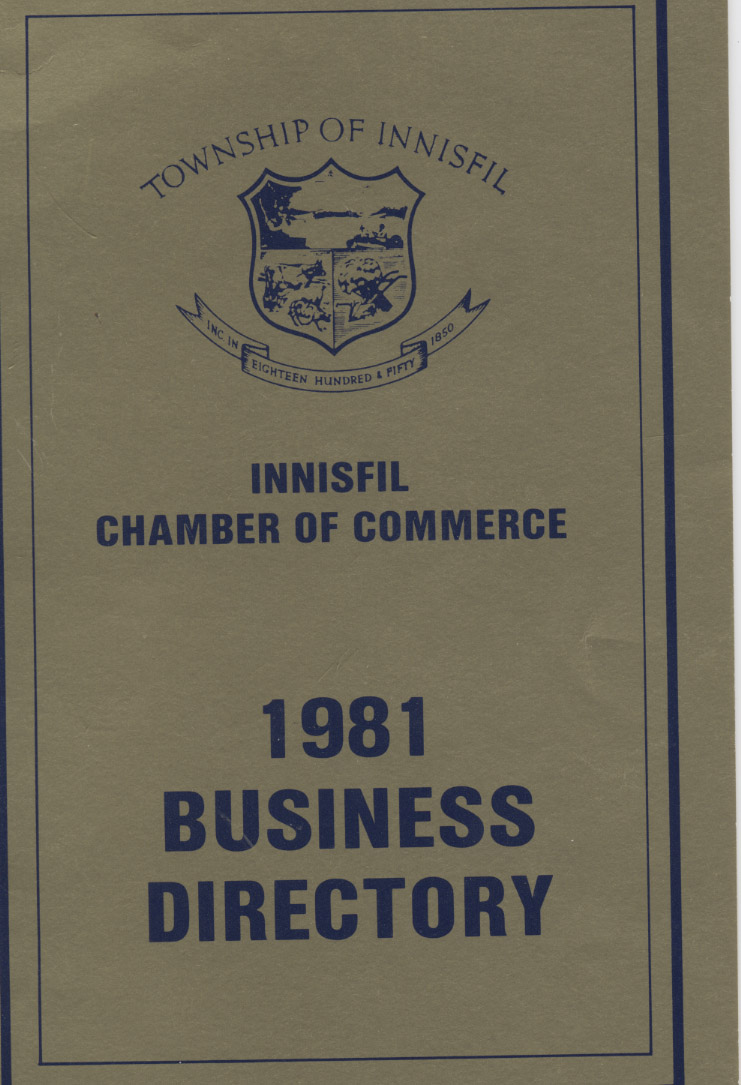 TOWNSHIP OF INNISFIL
INC IN
EIGHTEEN HUNDRED & FIFTY
1850
INNISFIL
CHAMBER OF COMMERCE
1981
BUSINESS
DIRECTORY